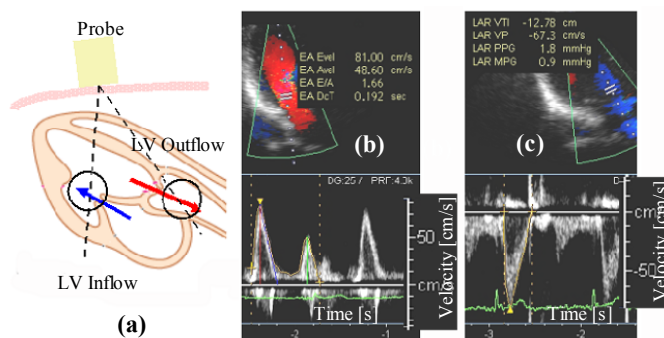 Probe
LV Outflow
LV Inflow
(a)
EA Evel 81.00 cm/s
EA Avel 48.60 cm/s
EA E/A 1.66
EA DcT 0.192 sec
(b)
DG:25 / PRF:4.0k
50
cm/s
Velocity [cm/s]
Time [s]
-2
-1
LAR VTI -12.78 cm
LAR VP -67.3 cm/s
LAR PPG 1.8 mmHg
LAR MPG 0.9 mmHg
(c)
cm/s
-50
Velocity [cm/s]
Time [s]
-3
-2